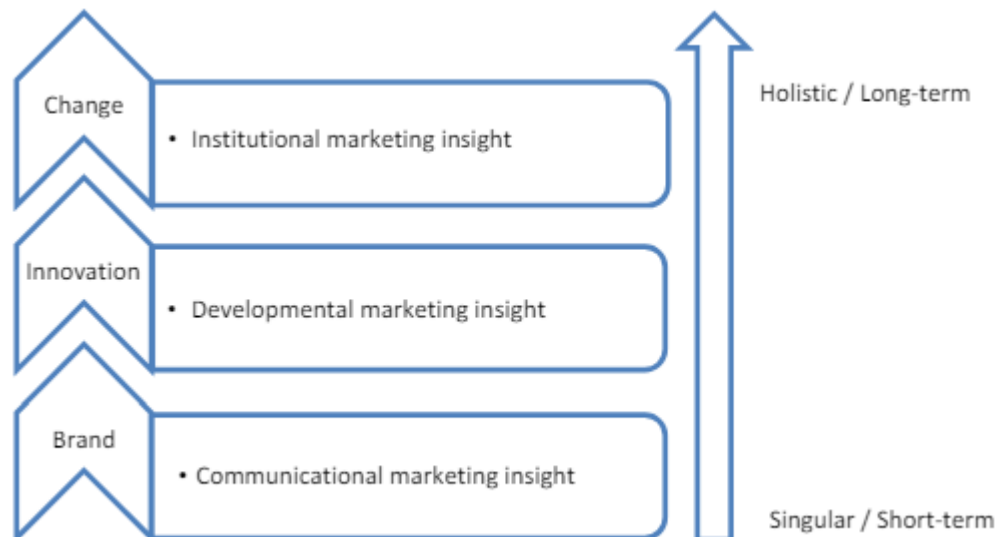 Change
• Institutional marketing insight
Holistic / Long-term
Innovation
• Developmental marketing insight
Brand
• Communicational marketing insight
Singular / Short-term